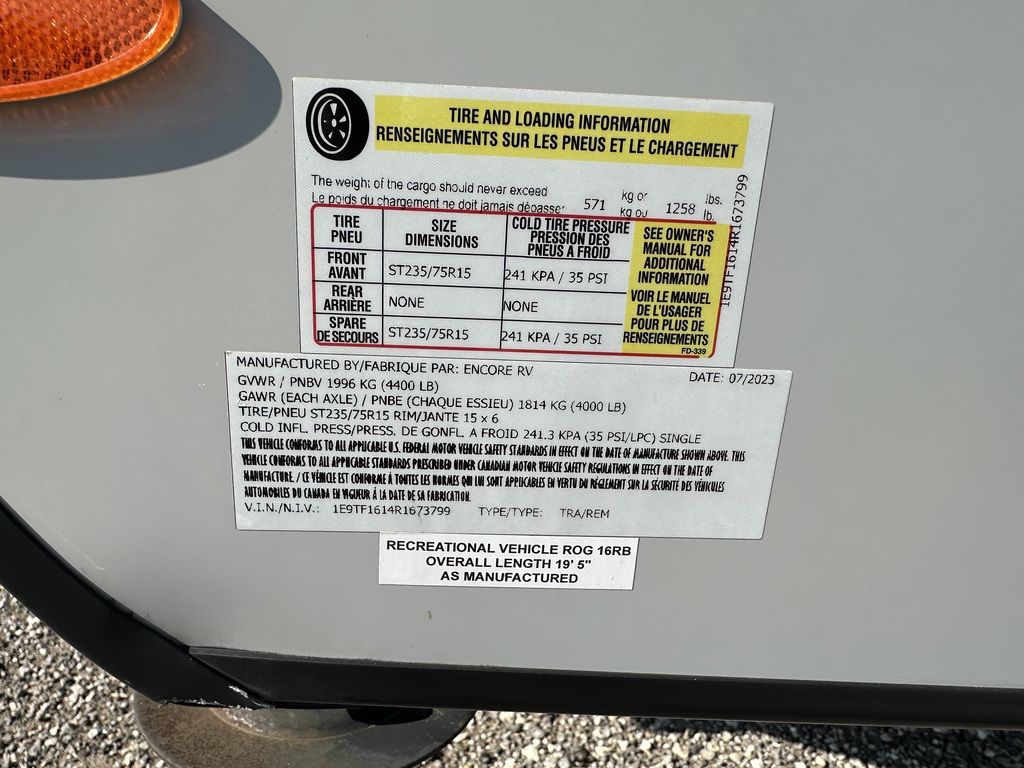 TIRE AND LOADING INFORMATION
RENSEIGNEMENTS SUR LES PNEUS ET LE CHARGEMENT
The weight of the cargo should never exceed 571 kg or 1258 lbs.
Le poids du chargement ne doit jamais dépasser kg ou lb.
TIRE PNEU
SIZE DIMENSIONS
COLD TIRE PRESSURE PRESSION DES PNEUS A FROID
FRONT AVANT ST235/75R15 241 KPA / 35 PSI
REAR ARRIÈRE NONE NONE
SPARE DE SECOURS ST235/75R15 241 KPA / 35 PSI
SEE OWNER'S
MANUAL FOR
ADDITIONAL
INFORMATION
VOIR LE MANUEL
DE L'USAGER
POUR PLUS DE
RENSEIGNEMENTS
FD-339
1E9TF1614R1673799
MANUFACTURED BY/FABRIQUE PAR: ENCORE RV DATE: 07/2023
GVWR / PNBV 1996 KG (4400 LB)
GAWR (EACH AXLE) / PNBE (CHAQUE ESSIEU) 1814 KG (4000 LB)
TIRE/PNEU ST235/75R15 RIM/JANTE 15 x 6
COLD INFL. PRESS/PRESS. DE GONFL. A FROID 241.3 KPA (35 PSI/LPC) SINGLE
THIS VEHICLE CONFORMS TO ALL APPLICABLE U.S. FEDERAL MOTOR VEHICLE SAFETY STANDARDS IN EFFECT ON THE DATE OF MANUFACTURE SHOWN ABOVE. THIS
VEHICLE CONFORMS TO ALL APPLICABLE STANDARDS PRESCRIBED UNDER CANADIAN MOTOR VEHICLE SAFETY REGULATIONS IN EFFECT ON THE DATE OF
MANUFACTURE. / CE VÉHICLE EST CONFORME À TOUTES LES NORMES QUI LUI SONT APPLICABLES EN VERTU DU RÈGLEMENT SUR LA SÉCURITÉ DES VÉHICULES
AUTOMOBILES DU CANADA EN VIGUEUR À LA DATE DE SA FABRICATION.
V.I.N./N.I.V.: 1E9TF1614R1673799 TYPE/TYPE: TRA/REM
RECREATIONAL VEHICLE ROG 16RB
OVERALL LENGTH 19' 5"
AS MANUFACTURED